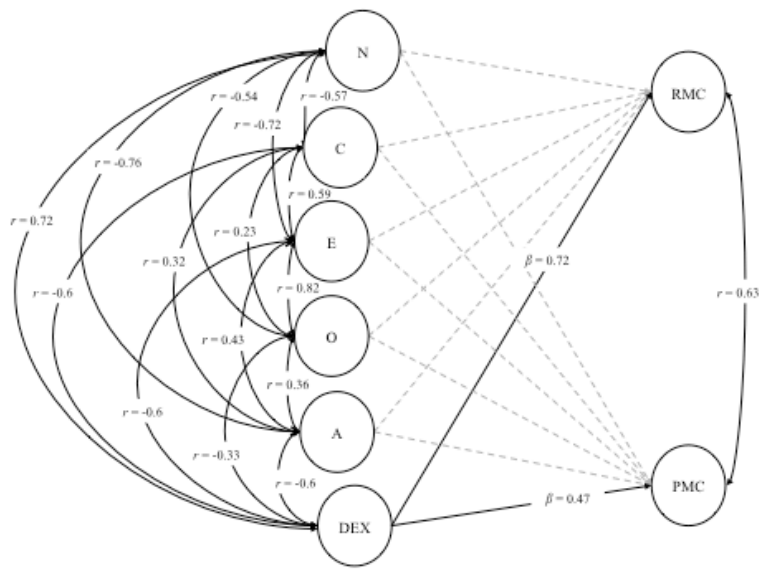 N
RMC
r = -0.54
r = -0.57
r = -0.72
C
r = -0.76
r = 0.59
r = 0.72
r = 0.23
E
r = 0.32
β = 0.72
r = -0.6
r = 0.82
r = 0.63
O
r = 0.43
r = 0.36
r = -0.6
A
r = -0.33
r = -0.6
PMC
β = 0.47
DEX